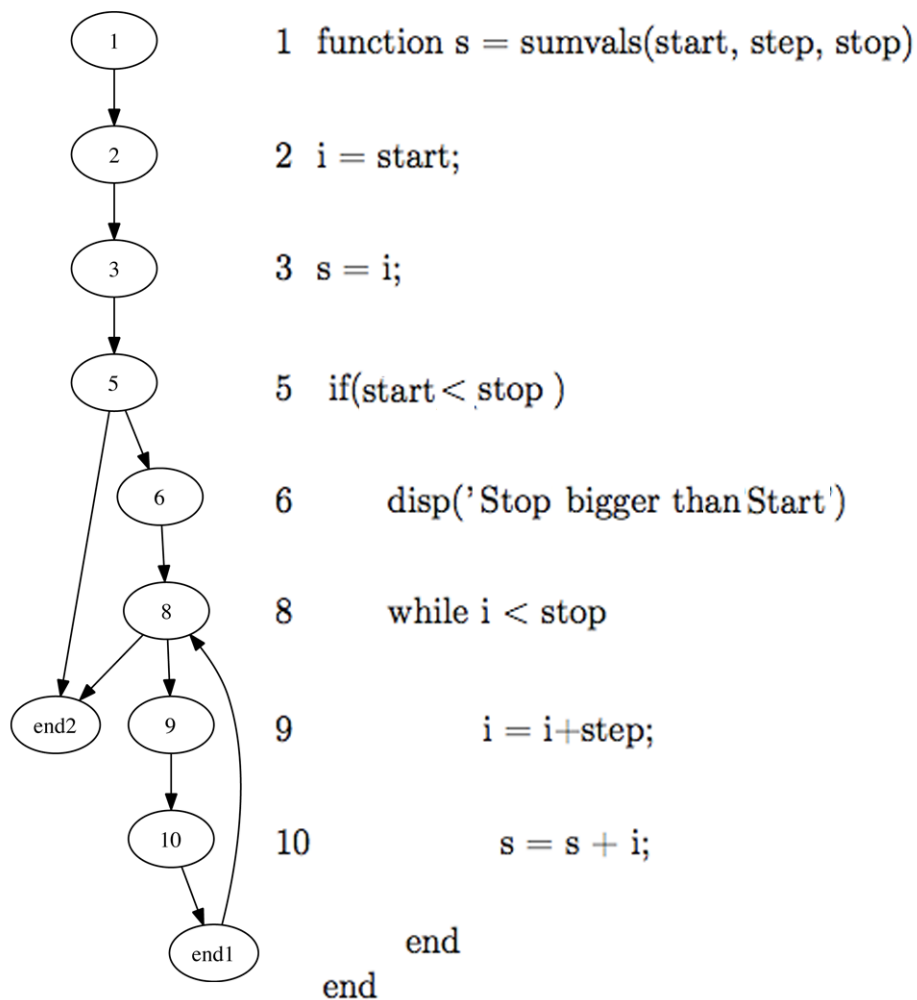 1 1 function s = sumvals(start, step, stop)
2 2 i = start;
3 3 s = i;
5 5 if(start < stop )
6 6 disp('Stop bigger than Start')
8 8 while i < stop
end2 9 9 i = i+step;
10 10 s = s + i;
end1 end
end